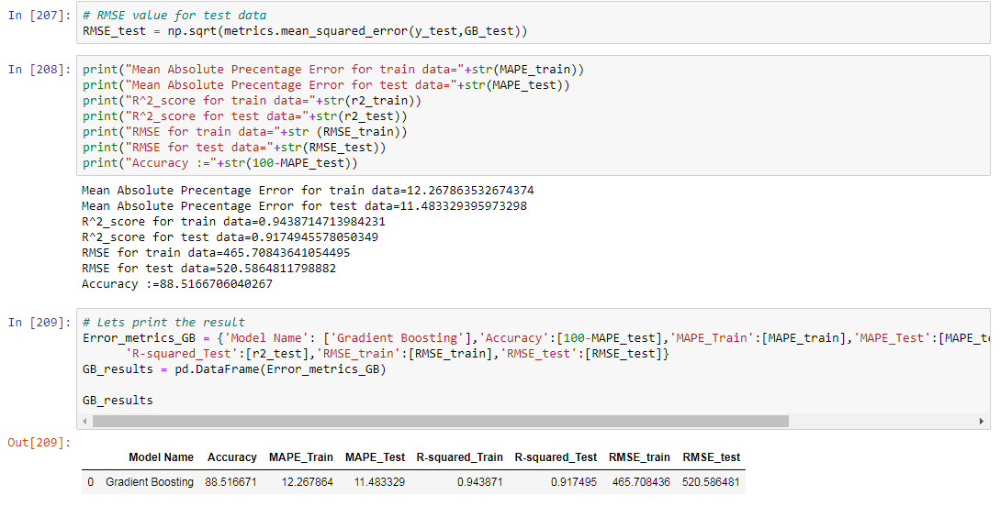 In [207]: # RMSE value for test data
RMSE_test = np.sqrt(metrics.mean_squared_error(y_test,GB_test))
In [208]: print("Mean Absolute Precentage Error for train data="+str(MAPE_train))
print("Mean Absolute Precentage Error for test data="+str(MAPE_test))
print("R^2_score for train data="+str(r2_train))
print("R^2_score for test data="+str(r2_test))
print("RMSE for train data="+str (RMSE_train))
print("RMSE for test data="+str(RMSE_test))
print("Accuracy :="+str(100-MAPE_test))
Mean Absolute Precentage Error for train data=12.267863532674374
Mean Absolute Precentage Error for test data=11.483329395973298
R^2_score for train data=0.9438714713984231
R^2_score for test data=0.9174945578050349
RMSE for train data=465.70843641054495
RMSE for test data=520.5864811798882
Accuracy :=88.5166706040267
In [209]: # Lets print the result
Error_metrics_GB = {'Model Name': ['Gradient Boosting'],'Accuracy':[100-MAPE_test],'MAPE_Train':[MAPE_train],'MAPE_Test':[MAPE_te
'R-squared_Test':[r2_test],'RMSE_train':[RMSE_train],'RMSE_test':[RMSE_test]}
GB_results = pd.DataFrame(Error_metrics_GB)
GB_results
Out[209]:
Model Name Accuracy MAPE_Train MAPE_Test R-squared_Train R-squared_Test RMSE_train RMSE_test
0 Gradient Boosting 88.516671 12.267864 11.483329 0.943871 0.917495 465.708436 520.586481